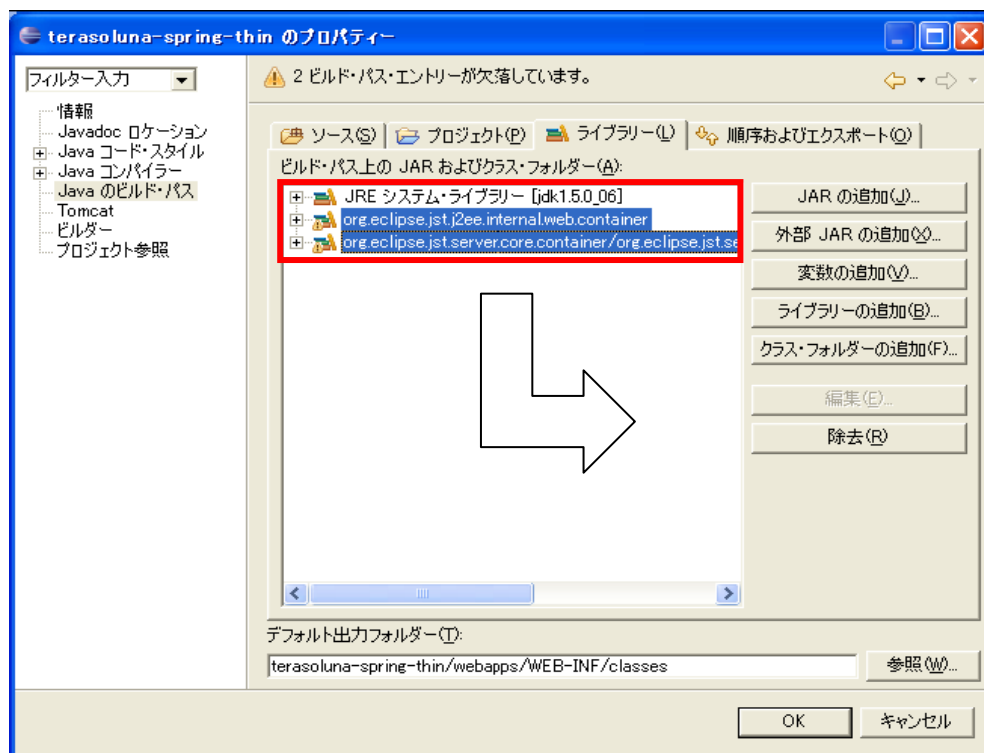 terasoluna-spring-thin のプロパティー
フィルター入力
2 ビルド・パス・エントリーが欠落しています。
情報
Javadoc ロケーション
Java コード・スタイル
Java コンパイラー
Java のビルド・パス
Tomcat
ビルダー
プロジェクト参照
ソース(S)
プロジェクト(P)
ライブラリー(L)
順序およびエクスポート(O)
ビルド・パス上の JAR およびクラス・フォルダー(A):
JRE システム・ライブラリー [jdk1.5.0_06]
org.eclipse.jst.j2ee.internal.web.container
org.eclipse.jst.server.core.container/org.eclipse.jst.se
JAR の追加(J)...
外部 JAR の追加(X)...
変数の追加(V)...
ライブラリーの追加(B)...
クラス・フォルダーの追加(F)...
編集(E)...
除去(R)
デフォルト出力フォルダー(T):
terasoluna-spring-thin/webapps/WEB-INF/classes
参照(W)...
OK
キャンセル